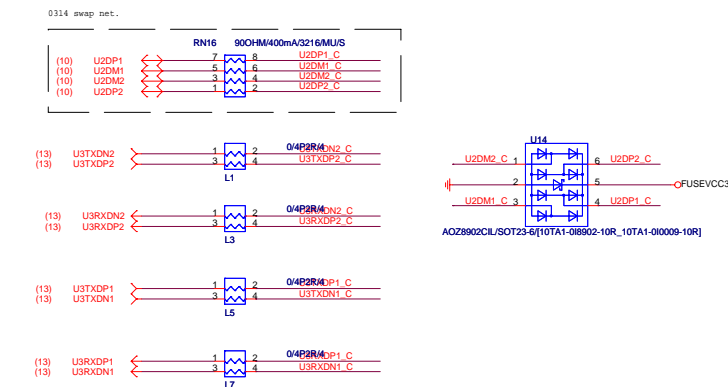 0314 swap net.
RN16 90OHM/400mA/3216/MU/S
(10) U2DP1 7 8 U2DP1_C
(10) U2DM1 5 6 U2DM1_C
(10) U2DM2 3 4 U2DM2_C
(10) U2DP2 1 2 U2DP2_C
0/4P2R/4
(13) U3TXDN2 1 2 U3TXDN2_C
(13) U3TXDP2 3 4 U3TXDP2_C
L1
U14
U2DM2_C 1 6 U2DP2_C
2 5 FUSEVCC3
U2DM1_C 3 4 U2DP1_C
AOZ8902CIL/SOT23-6/[10TA1-0I8902-10R_10TA1-0I0009-10R]
0/4P2R/4
(13) U3RXDN2 1 2 U3RXDN2_C
(13) U3RXDP2 3 4 U3RXDP2_C
L3
0/4P2R/4
(13) U3TXDP1 1 2 U3TXDP1_C
(13) U3TXDN1 3 4 U3TXDN1_C
L5
0/4P2R/4
(13) U3RXDP1 1 2 U3RXDP1_C
(13) U3RXDN1 3 4 U3RXDN1_C
L7